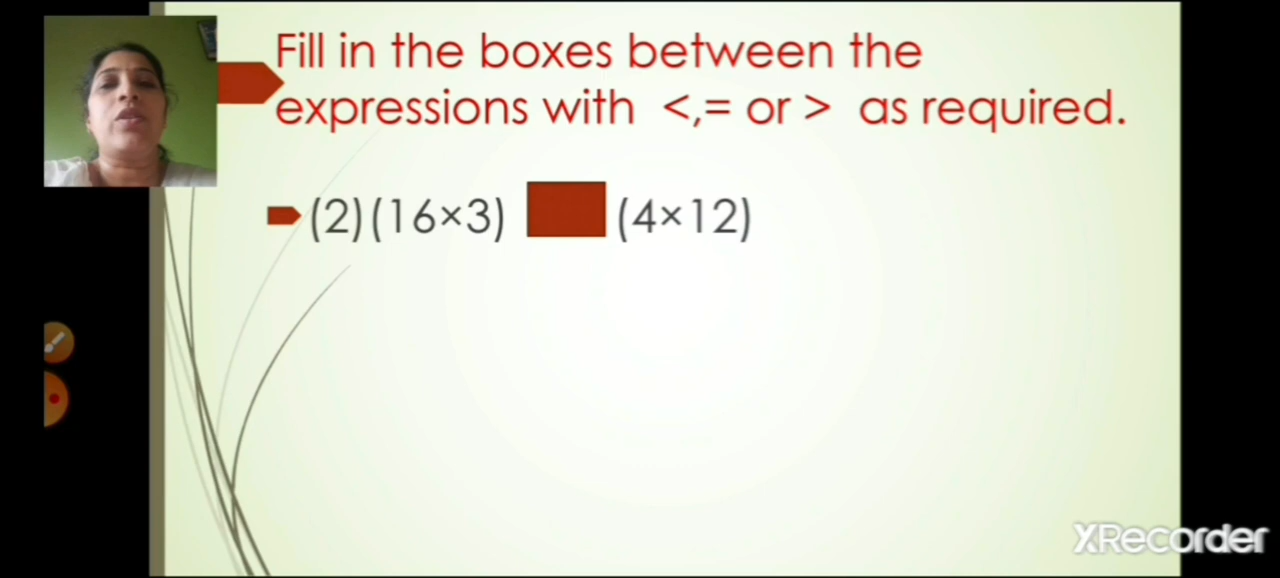 Fill in the boxes between the
expressions with <,= or > as required.
(2)(16×3) (4×12)
XRecorder